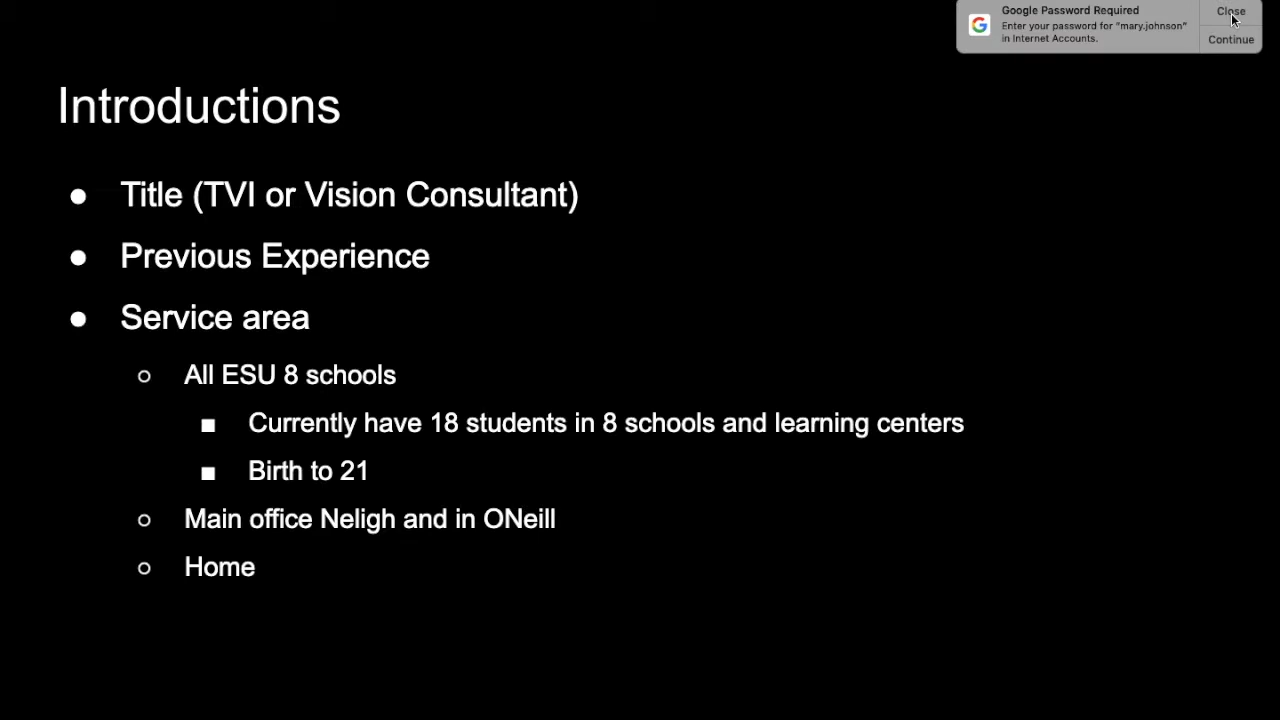 Google Password Required
Enter your password for "mary.johnson"
in Internet Accounts.
Close
Continue
Introductions
● Title (TVI or Vision Consultant)
● Previous Experience
● Service area
○ All ESU 8 schools
■ Currently have 18 students in 8 schools and learning centers
■ Birth to 21
○ Main office Neligh and in ONeill
○ Home